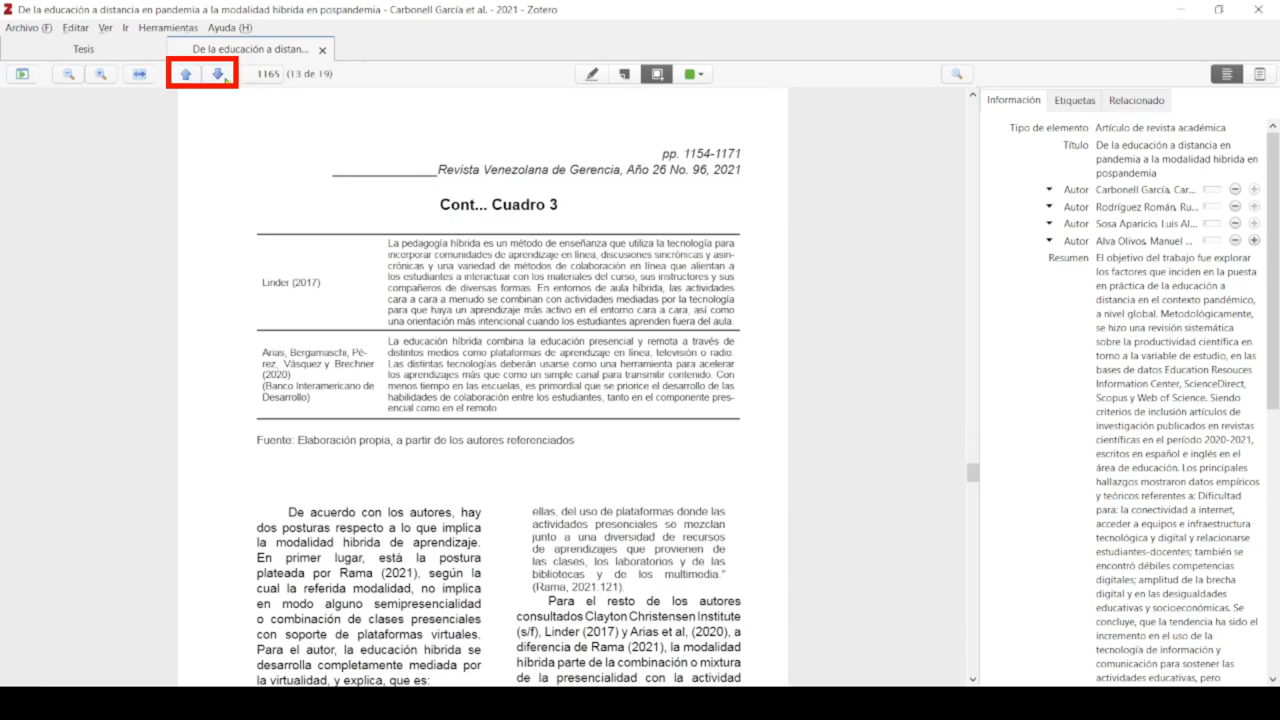 De la educación a distancia en pandemia a la modalidad hibrida en pospandemia - Carbonell García et al. - 2021 - Zotero
Archivo (F) Editar Ver Ir Herramientas Ayuda (H)
Tesis
De la educación a distan...
1165 (13 de 19)
pp. 1154-1171
Revista Venezolana de Gerencia, Año 26 No. 96, 2021
Cont... Cuadro 3
Linder (2017)
La pedagogía híbrida es un método de enseñanza que utiliza la tecnología para
incorporar comunidades de aprendizaje en línea, discusiones sincrónicas y asin-
crónicas y una variedad de métodos de colaboración en línea que alientan a
los estudiantes a interactuar con los materiales del curso, sus instructores y sus
compañeros de diversas formas. En entornos de aula híbrida, las actividades
cara a cara a menudo se combinan con actividades mediadas por la tecnología
para que haya un aprendizaje más activo en el entorno cara a cara, así como
una orientación más intencional cuando los estudiantes aprenden fuera del aula.
Arias, Bergamaschi, Pé-
rez, Vásquez y Brechner
(2020)
(Banco Interamericano de
Desarrollo)
La educación híbrida combina la educación presencial y remota a través de
distintos medios como plataformas de aprendizaje en línea, televisión o radio.
Las distintas tecnologías deberán usarse como una herramienta para acelerar
los aprendizajes más que como un simple canal para transmitir contenido. Con
menos tiempo en las escuelas, es primordial que se priorice el desarrollo de las
habilidades de colaboración entre los estudiantes, tanto en el componente pres-
encial como en el remoto.
Fuente: Elaboración propia, a partir de los autores referenciados
De acuerdo con los autores, hay
dos posturas respecto a lo que implica
la modalidad hibrida de aprendizaje.
En primer lugar, está la postura
plateada por Rama (2021), según la
cual la referida modalidad, no implica
en modo alguno semipresencialidad
o combinación de clases presenciales
con soporte de plataformas virtuales.
Para el autor, la educación hibrida se
desarrolla completamente mediada por
la virtualidad, y explica, que es:
ellas, del uso de plataformas donde las
actividades presenciales se mezclan
junto a una diversidad de recursos
de aprendizajes que provienen de
las clases, los laboratorios y de las
bibliotecas y de los multimedia."
(Rama, 2021.121).
Para el resto de los autores
consultados Clayton Christensen Institute
(s/f), Linder (2017) y Arias et al, (2020), a
diferencia de Rama (2021), la modalidad
híbrida parte de la combinación o mixtura
de la presencialidad con la actividad
Información Etiquetas Relacionado
Tipo de elemento Artículo de revista académica
Título De la educación a distancia en
pandemia a la modalidad hibrida en
pospandemia
Autor Carbonell García, Car...
Autor Rodríguez Román, Ru...
Autor Sosa Aparicio, Luis Al...
Autor Alva Olivos, Manuel ...
Resumen El objetivo del trabajo fue explorar
los factores que inciden en la puesta
en práctica de la educación a
distancia en el contexto pandémico,
a nivel global. Metodológicamente,
se hizo una revisión sistemática
sobre la productividad científica en
torno a la variable de estudio, en las
bases de datos Education Resouces
Information Center, ScienceDirect,
Scopus y Web of Science. Siendo
criterios de inclusión artículos de
investigación publicados en revistas
científicas en el período 2020-2021,
escritos en español e inglés en el
área de educación. Los principales
hallazgos mostraron datos empíricos
y teóricos referentes a: Dificultad
para: la conectividad a internet,
acceder a equipos e infraestructura
tecnológica y digital y relacionarse
estudiantes-docentes; también se
encontró débiles competencias
digitales; amplitud de la brecha
digital y en las desigualdades
educativas y socioeconómicas. Se
concluye, que la tendencia ha sido el
incremento en el uso de la
tecnología de información y
comunicación para sostener las
actividades educativas, pero